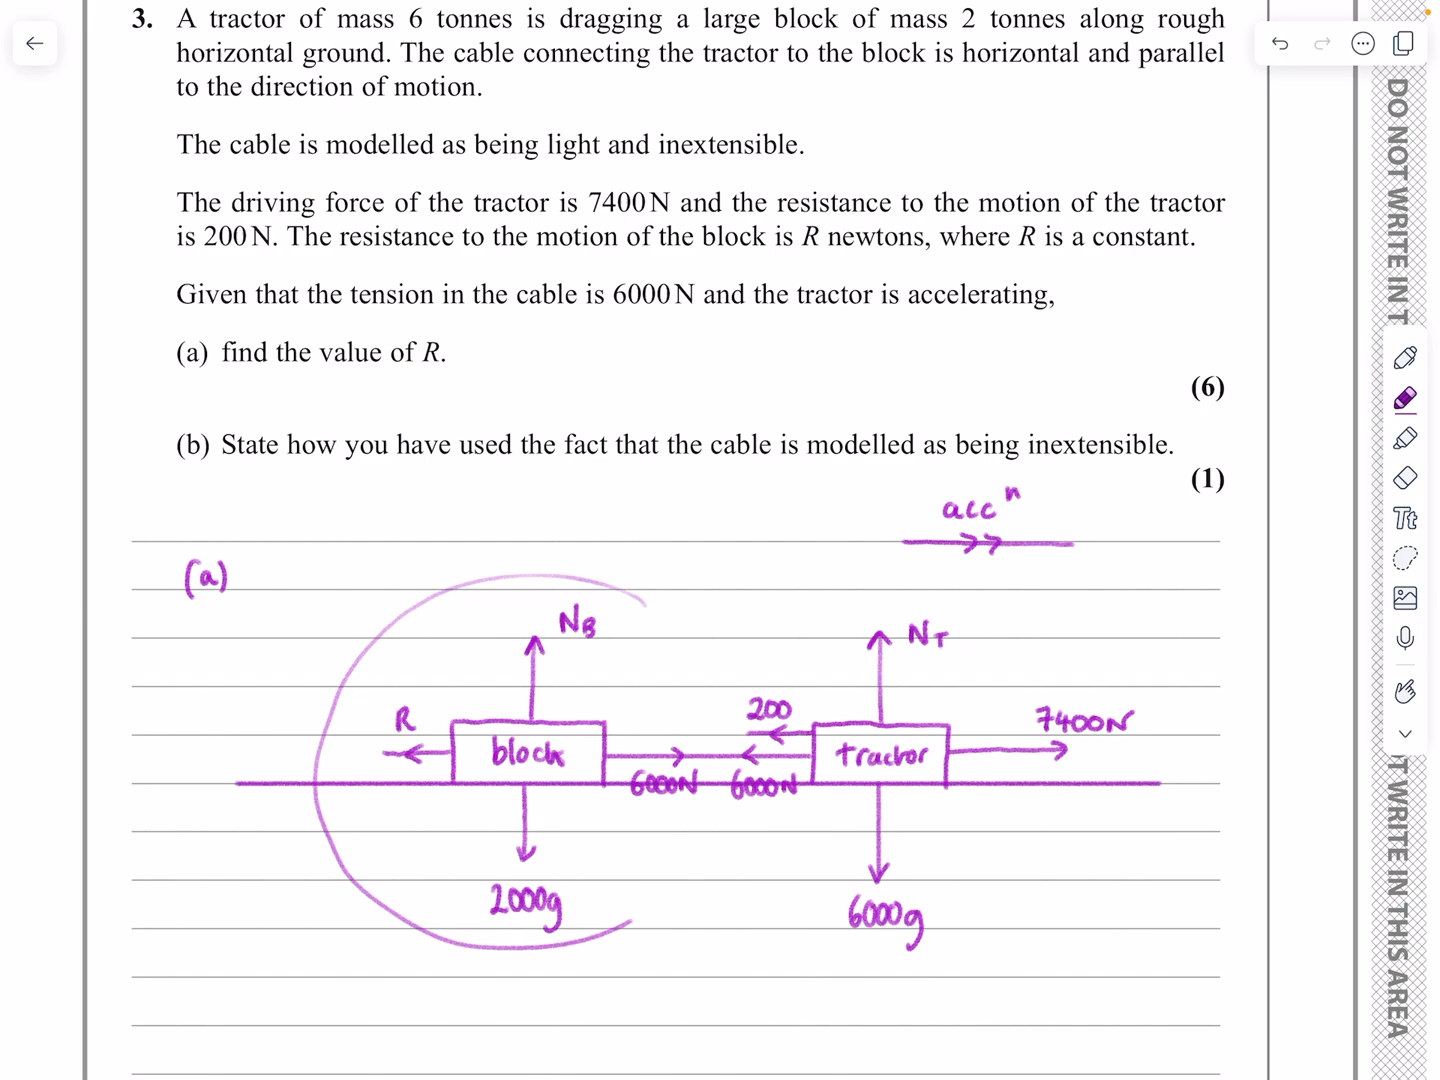 3. A tractor of mass 6 tonnes is dragging a large block of mass 2 tonnes along rough
horizontal ground. The cable connecting the tractor to the block is horizontal and parallel
to the direction of motion.
The cable is modelled as being light and inextensible.
The driving force of the tractor is 7400 N and the resistance to the motion of the tractor
is 200 N. The resistance to the motion of the block is R newtons, where R is a constant.
Given that the tension in the cable is 6000 N and the tractor is accelerating,
(a) find the value of R.
(6)
(b) State how you have used the fact that the cable is modelled as being inextensible.
(1)
accⁿ
(a)
N_B
N_T
R
200
7400N
block
tractor
6000N
6000N
2000g
6000g
DO NOT WRITE IN T
IT WRITE IN THIS AREA
Tt